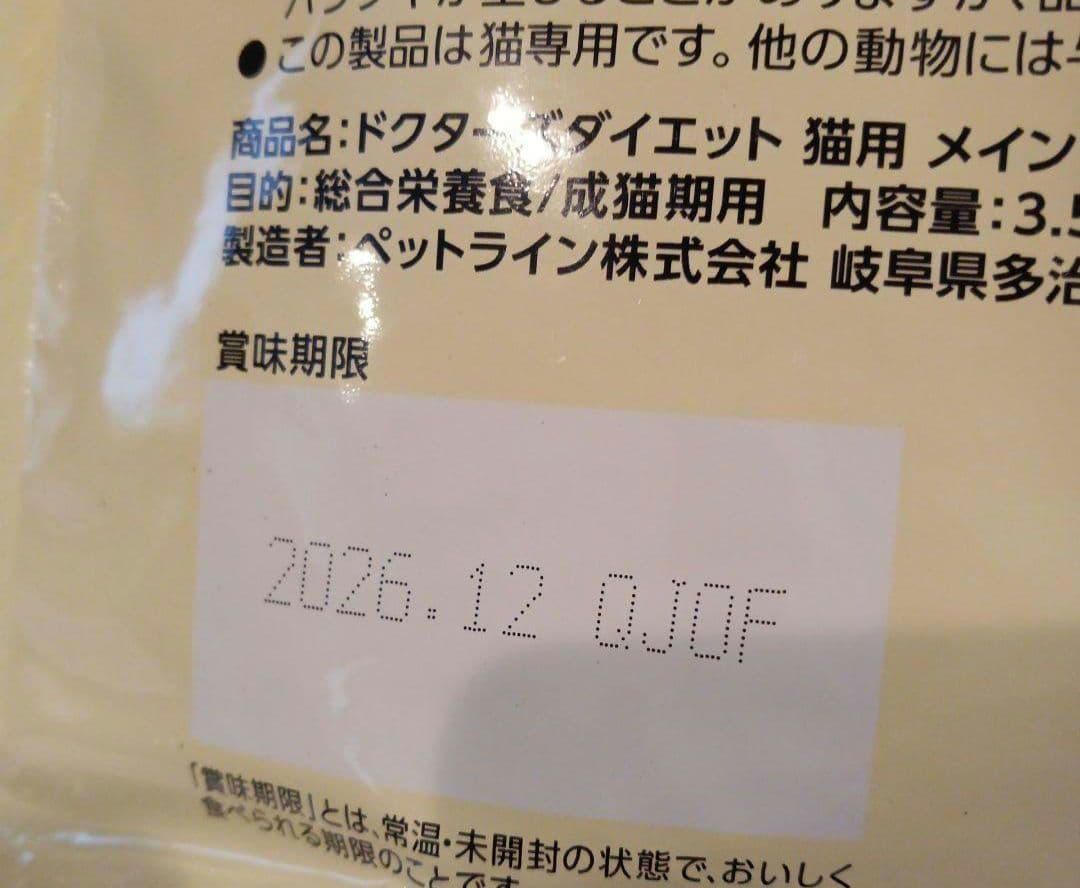 ●この製品は猫専用です。他の動物には
商品名:ドクターズダイエット 猫用 メイン
目的:総合栄養食/成猫期用 内容量:3.5
製造者:ペットライン株式会社 岐阜県多治
賞味期限
2026.12 QJOF
「賞味期限」とは、常温・未開封の状態で、おいしく
食べられる期限のことです